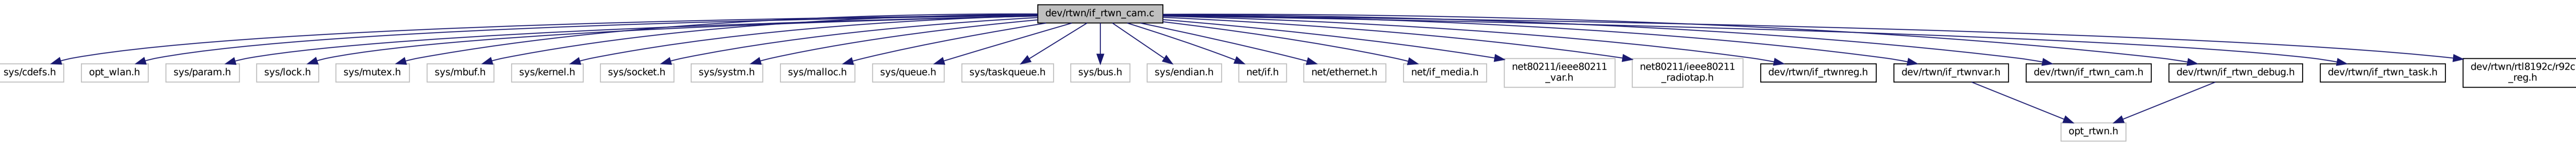 dev/rtwn/if_rtwn_cam.c
sys/cdefs.h
opt_wlan.h
sys/param.h
sys/lock.h
sys/mutex.h
sys/mbuf.h
sys/kernel.h
sys/socket.h
sys/systm.h
sys/malloc.h
sys/queue.h
sys/taskqueue.h
sys/bus.h
sys/endian.h
net/if.h
net/ethernet.h
net/if_media.h
net80211/ieee80211
_var.h
net80211/ieee80211
_radiotap.h
dev/rtwn/if_rtwnreg.h
dev/rtwn/if_rtwnvar.h
dev/rtwn/if_rtwn_cam.h
dev/rtwn/if_rtwn_debug.h
dev/rtwn/if_rtwn_task.h
dev/rtwn/rtl8192c/r92c
_reg.h
opt_rtwn.h